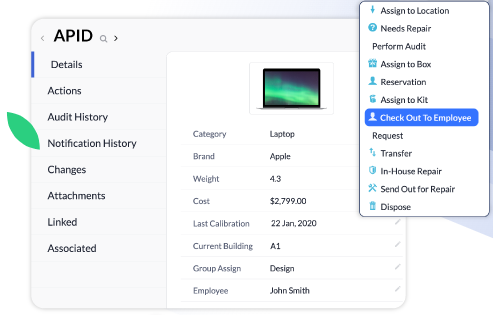 APID
Details
Actions
Audit History
Notification History
Changes
Attachments
Linked
Associated
Category Laptop
Brand Apple
Weight 4.3
Cost $2,799.00
Last Calibration 22 Jan, 2020
Current Building A1
Group Assign Design
Employee John Smith
Assign to Location
Needs Repair
Perform Audit
Assign to Box
Reservation
Assign to Kit
Check Out To Employee
Request
Transfer
In-House Repair
Send Out for Repair
Dispose